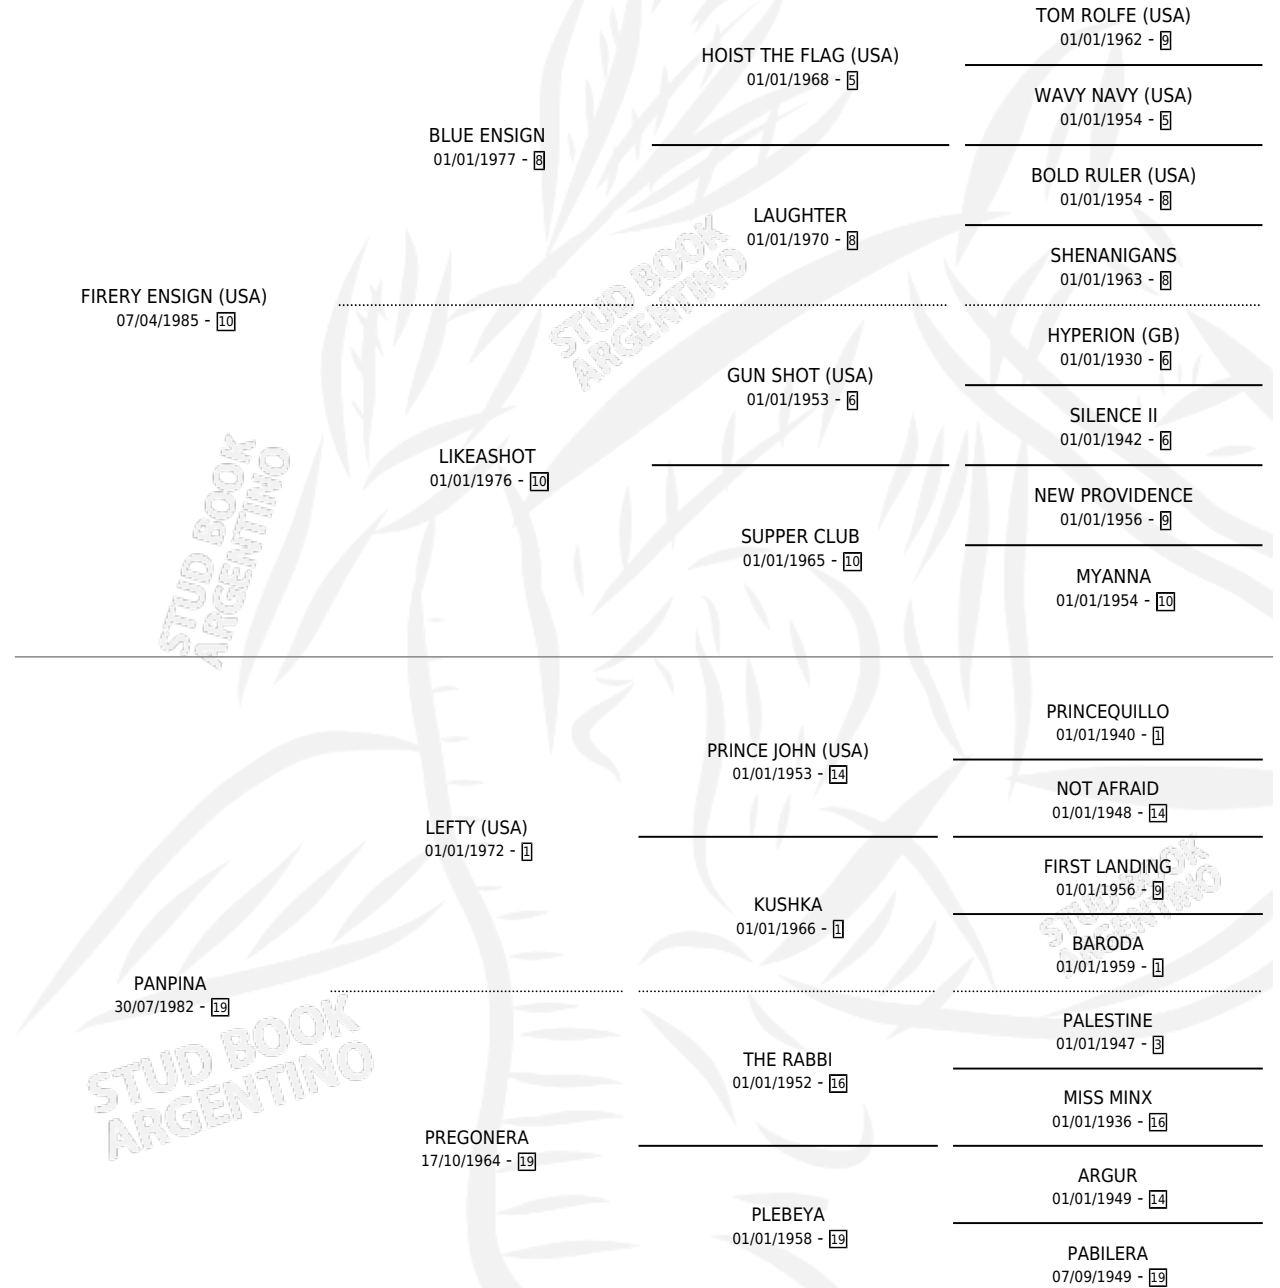 TOM ROLFE (USA)
01/01/1962 - 9
HOIST THE FLAG (USA)
01/01/1968 - 5
WAVY NAVY (USA)
01/01/1954 - 5
BLUE ENSIGN
01/01/1977 - 8
BOLD RULER (USA)
01/01/1954 - 8
LAUGHTER
01/01/1970 - 8
SHENANIGANS
01/01/1963 - 8
FIRERY ENSIGN (USA)
07/04/1985 - 10
HYPERION (GB)
01/01/1930 - 6
GUN SHOT (USA)
01/01/1953 - 6
SILENCE II
01/01/1942 - 6
LIKEASHOT
01/01/1976 - 10
NEW PROVIDENCE
01/01/1956 - 9
SUPPER CLUB
01/01/1965 - 10
MYANNA
01/01/1954 - 10
PRINCEQUILLO
01/01/1940 - 1
PRINCE JOHN (USA)
01/01/1953 - 14
NOT AFRAID
01/01/1948 - 14
LEFTY (USA)
01/01/1972 - 1
FIRST LANDING
01/01/1956 - 9
KUSHKA
01/01/1966 - 1
BARODA
01/01/1959 - 1
PANPINA
30/07/1982 - 19
PALESTINE
01/01/1947 - 3
THE RABBI
01/01/1952 - 16
MISS MINX
01/01/1936 - 16
PREGONERA
17/10/1964 - 19
ARGUR
01/01/1949 - 14
PLEBEYA
01/01/1958 - 19
PABILERA
07/09/1949 - 19
STUD BOOK
ARGENTINO
STUD BOOK
ARGENTINO
STUD BOOK
ARGENTINO
STUD BOOK
ARGENTINO